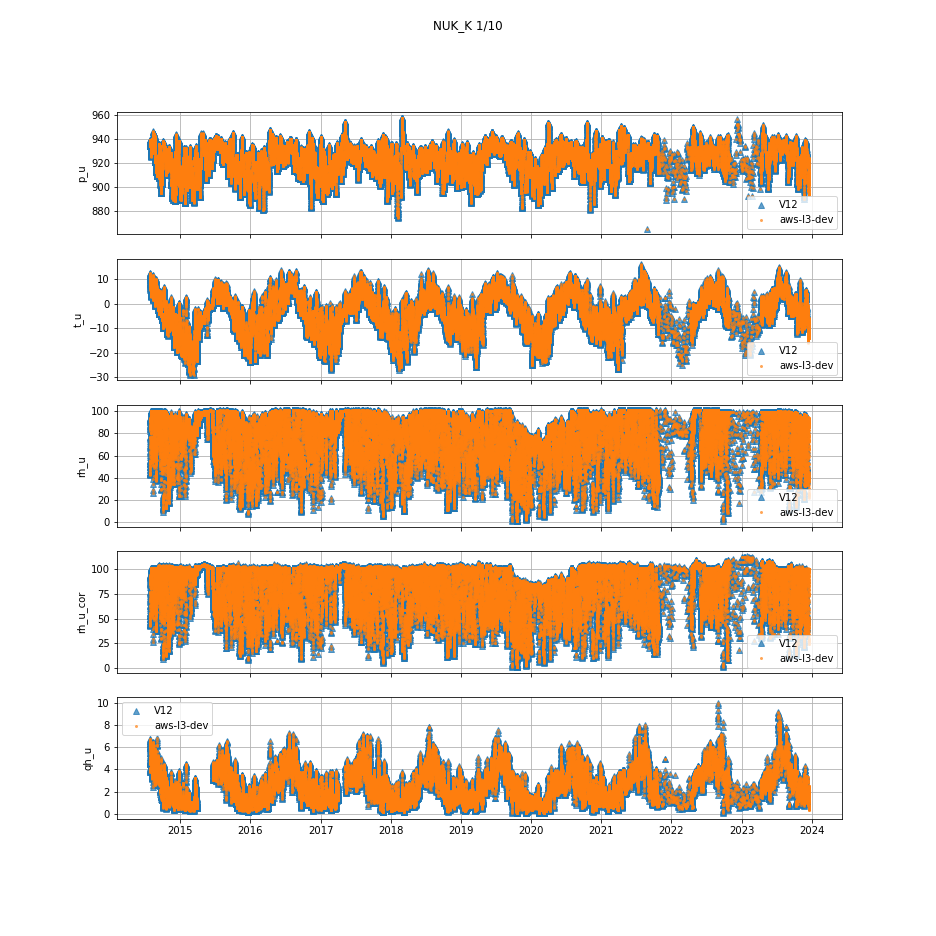 NUK_K 1/10
960
940
920
900
880
p_u
V12
aws-l3-dev
10
0
−10
−20
−30
t_u
V12
aws-l3-dev
100
80
60
40
20
0
rh_u
V12
aws-l3-dev
100
75
50
25
0
rh_u_cor
V12
aws-l3-dev
10
8
6
4
2
0
qh_u
V12
aws-l3-dev
2015 2016 2017 2018 2019 2020 2021 2022 2023 2024